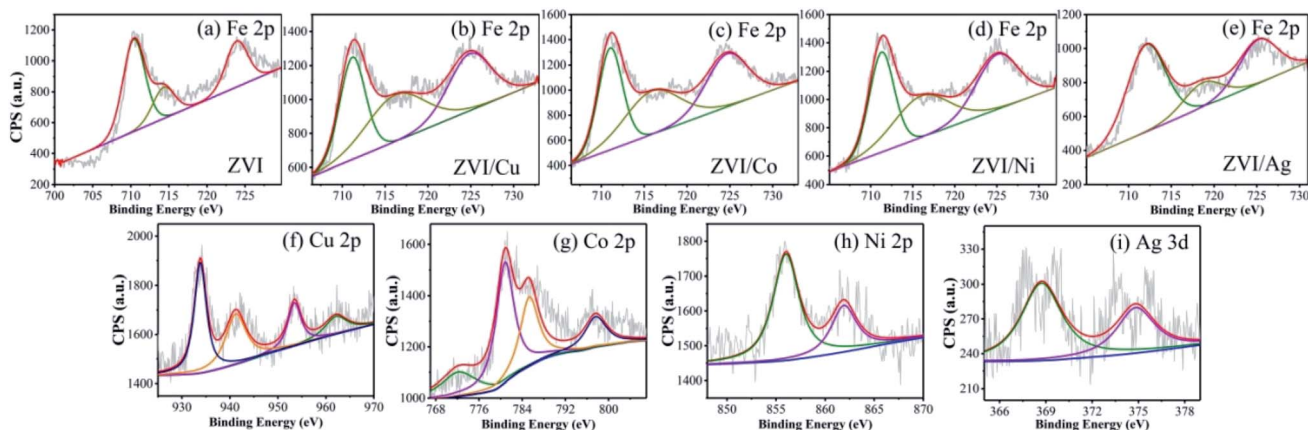 (a) Fe 2p
(b) Fe 2p
(c) Fe 2p
(d) Fe 2p
(e) Fe 2p
CPS (a.u.)
1200
1000
800
600
400
200
ZVI
700 705 710 715 720 725
Binding Energy (eV)
1400
1200
1000
800
600
ZVI/Cu
710 715 720 725 730
Binding Energy (eV)
1600
1400
1200
1000
800
600
400
ZVI/Co
710 715 720 725 730
Binding Energy (eV)
1600
1400
1200
1000
800
600
400
ZVI/Ni
710 715 720 725 730
Binding Energy (eV)
1200
1000
800
600
400
200
ZVI/Ag
710 715 720 725 731
Binding Energy (eV)
(f) Cu 2p
CPS (a.u.)
2000
1800
1600
1400
930 940 950 960 970
Binding Energy (eV)
(g) Co 2p
CPS (a.u.)
1600
1400
1200
1000
768 776 784 792 800
Binding Energy (eV)
(h) Ni 2p
CPS (a.u.)
1800
1700
1600
1500
1400
850 855 860 865 870
Binding Energy (eV)
(i) Ag 3d
CPS (a.u.)
330
300
270
240
210
366 369 372 375 378
Binding Energy (eV)